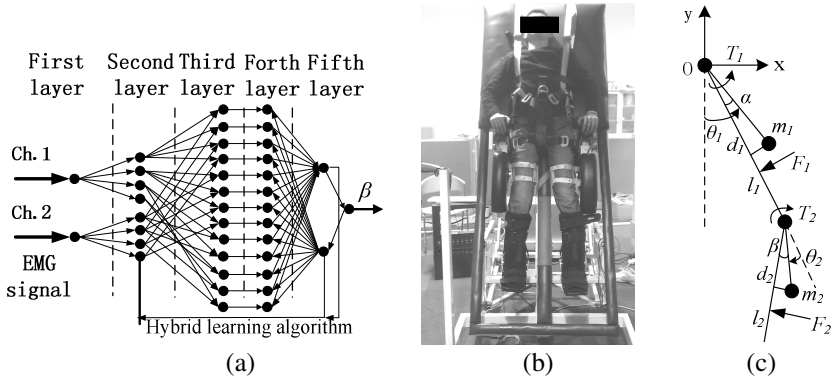 First layer
Second layer
Third layer
Forth layer
Fifth layer
Ch.1
Ch.2
EMG signal
β
Hybrid learning algorithm
(a)
(b)
y
x
O
T1
α
θ1
m1
d1
F1
l1
T2
β
θ2
d2
m2
l2
F2
(c)